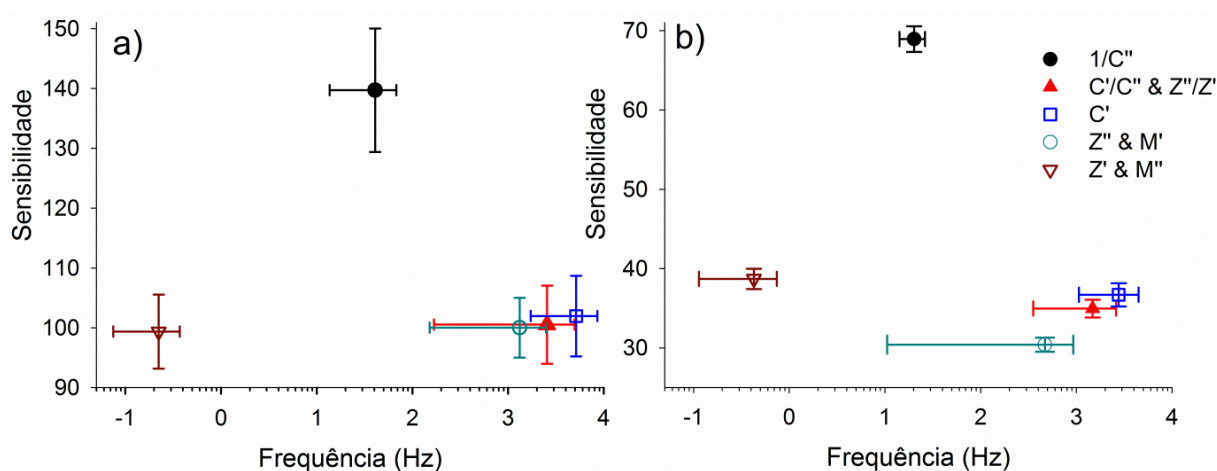 a)
Sensibilidade
150
140
130
120
110
100
90
-1 0 1 2 3 4
Frequência (Hz)
b)
Sensibilidade
70
60
50
40
30
-1 0 1 2 3 4
Frequência (Hz)
1/C''
C'/C'' & Z''/Z'
C'
Z'' & M'
Z' & M''